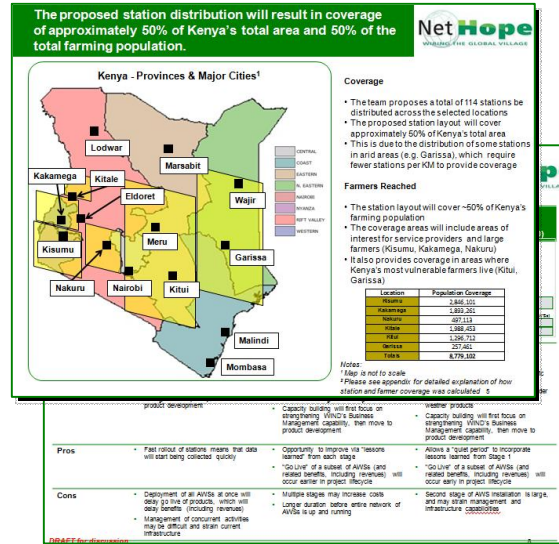 The proposed station distribution will result in coverage
of approximately 50% of Kenya's total area and 50% of the
total farming population.
NetHope
WIRING THE GLOBAL VILLAGE
Kenya - Provinces & Major Cities¹
Lodwar
Marsabit
Kakamega
Kitale
Eldoret
Wajir
Kisumu
Meru
Garissa
Nakuru
Nairobi
Kitui
Malindi
Mombasa
CENTRAL
COAST
EASTERN
N. EASTERN
NAIROBI
NYANZA
RIFT VALLEY
WESTERN
Coverage
• The team proposes a total of 114 stations be
distributed across the selected locations
• The proposed station layout will cover
approximately 50% of Kenya's total area
• This is due to the distribution of some stations
in arid areas (e.g. Garissa), which require
fewer stations per KM to provide coverage
Farmers Reached
• The station layout will cover ~50% of Kenya's
farming population
• The coverage areas will include areas of
interest for service providers and large
farmers (Kisumu, Kakamega, Nakuru)
• It also provides coverage in areas where
Kenya's most vulnerable farmers live (Kitui,
Garissa)
Location Population Coverage
Kisumu 2,846,101
Kakamega 1,893,261
Nakuru 497,113
Kitale 1,988,453
Kitui 1,296,712
Garissa 257,461
Totals 8,779,102
Notes:
¹ Map is not to scale
² Please see appendix for detailed explanation of how
station and farmer coverage was calculated 5
product development
• Capacity building will first focus on
strengthening WIND's Business
Management capability, then move to
product development
weather products
• Capacity building will first focus on
strengthening WIND's Business
Management capability, then move to
product development
Pros
• Fast rollout of stations means that data
will start being collected quickly
• Opportunity to improve via "lessons
learned" from each stage
• "Go Live" of a subset of AWSs (and
related benefits, including revenues) will
occur earlier in project lifecycle
• Allows a "quiet period" to incorporate
lessons learned from Stage 1
• "Go Live" of a subset of AWSs (and
related benefits, including revenues) will
occur early in project lifecycle
Cons
• Deployment of all AWSs at once will
delay go live of products, which will
delay benefits (including revenues)
• Management of concurrent activities
may be difficult and strain current
infrastructure
• Multiple stages may increase costs
• Longer duration before entire network of
AWSs is up and running
• Second stage of AWS installation is large,
and may strain management and
infrastructure capabilities
DRAFT for discussion